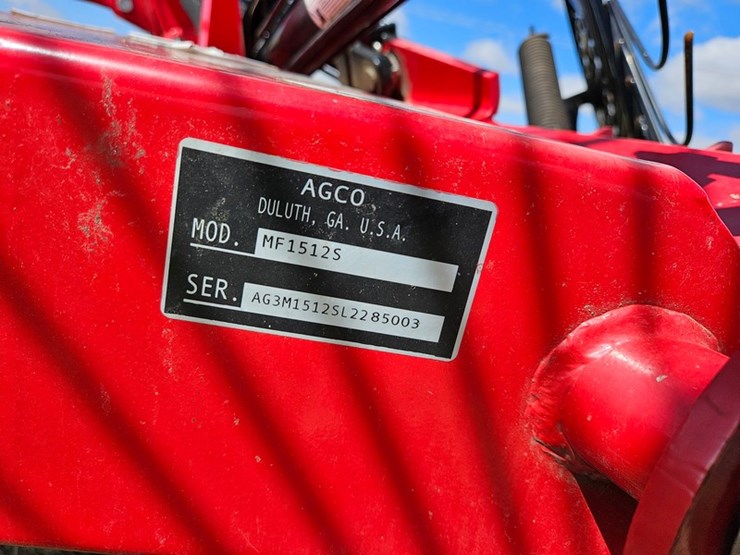 AGCO
DULUTH, GA. U.S.A.
MOD. MF1512S
SER. AG3M1512SL2285003